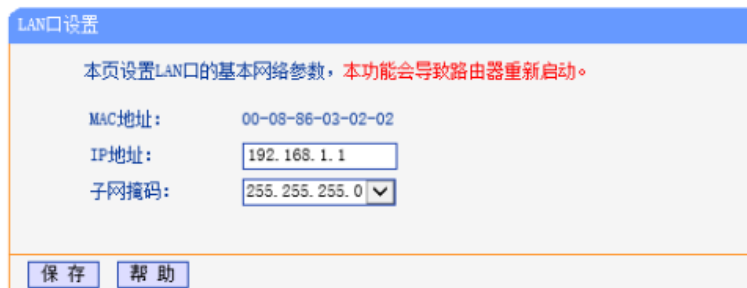 LAN口设置
本页设置LAN口的基本网络参数，本功能会导致路由器重新启动。
MAC地址： 00-08-86-03-02-02
IP地址： 192.168.1.1
子网掩码： 255.255.255.0
保存 帮助